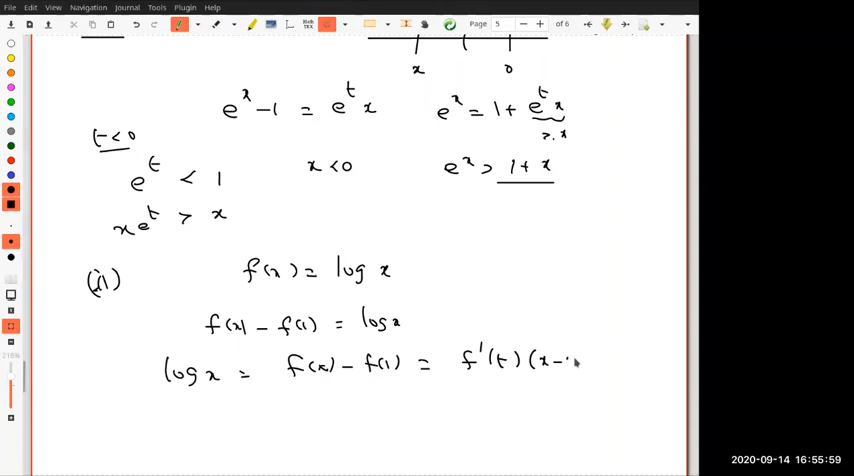 File Edit View Navigation Journal Tools Plugin Help
Page 5 of 6
x 0
e^x - 1 = e^t x    e^x = 1 + e^t x
> x
t < 0
e^t < 1    x < 0    e^x > 1 + x
x e^t > x
(ii) f(x) = log x
f(x) - f(1) = log x
log x = f(x) - f(1) = f'(t) (x-
218%
2020-09-14 16:55:59